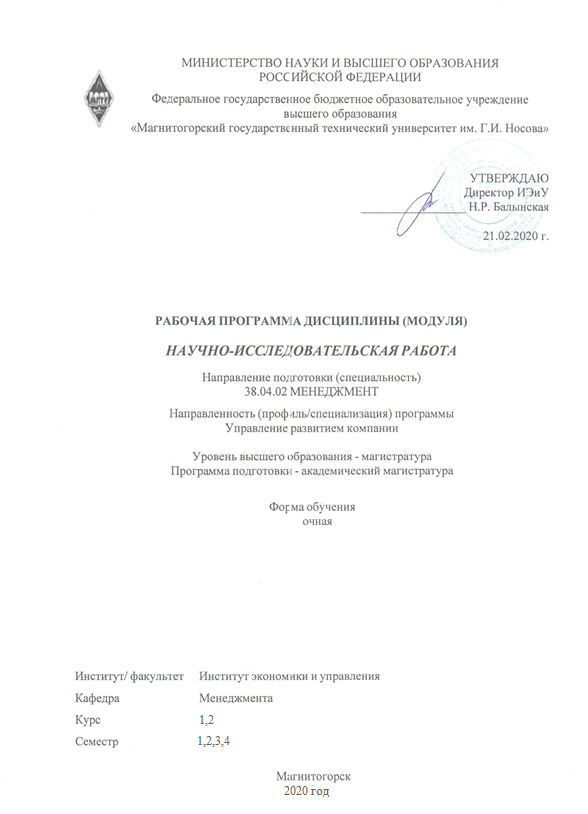 МИНИСТЕРСТВО НАУКИ И ВЫСШЕГО ОБРАЗОВАНИЯ
РОССИЙСКОЙ ФЕДЕРАЦИИ
Федеральное государственное бюджетное образовательное учреждение
высшего образования
«Магнитогорский государственный технический университет им. Г.И. Носова»
УТВЕРЖДАЮ
Директор ИЭиУ
Н.Р. Балынская
21.02.2020 г.
РАБОЧАЯ ПРОГРАММА ДИСЦИПЛИНЫ (МОДУЛЯ)
НАУЧНО-ИССЛЕДОВАТЕЛЬСКАЯ РАБОТА
Направление подготовки (специальность)
38.04.02 МЕНЕДЖМЕНТ
Направленность (профиль/специализация) программы
Управление развитием компании
Уровень высшего образования - магистратура
Программа подготовки - академический магистратура
Форма обучения
очная
Институт/ факультет Институт экономики и управления
Кафедра Менеджмента
Курс 1,2
Семестр 1,2,3,4
Магнитогорск
2020 год